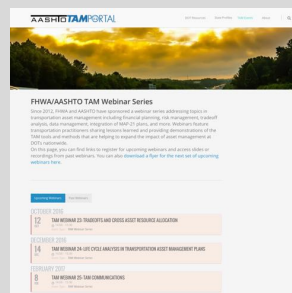 AASHTO TAMPORTAL
FHWA/AASHTO TAM Webinar Series
Since 2012, FHWA and AASHTO have sponsored a webinar series addressing topics in
transportation asset management including financial planning, risk management, tradeoff
analysis, data management, integration of MAP-21 plans, and more. Webinars feature
transportation practitioners sharing lessons learned and providing demonstrations of the
TAM tools and methods that are helping to expand the impact of asset management at
DOTs nationwide.
On this page, you can find links to register for upcoming webinars and access slides or
recordings from past webinars. You can also download a flyer for the next set of upcoming
webinars here.
Upcoming Webinars Past Webinars
OCTOBER 2016
12 TAM WEBINAR 23: TRADEOFFS AND CROSS ASSET RESOURCE ALLOCATION
DECEMBER 2016
14 TAM WEBINAR 24- LIFE CYCLE ANALYSIS IN TRANSPORTATION ASSET MANAGEMENT PLANS
FEBRUARY 2017
8 TAM WEBINAR 25- TAM COMMUNICATIONS